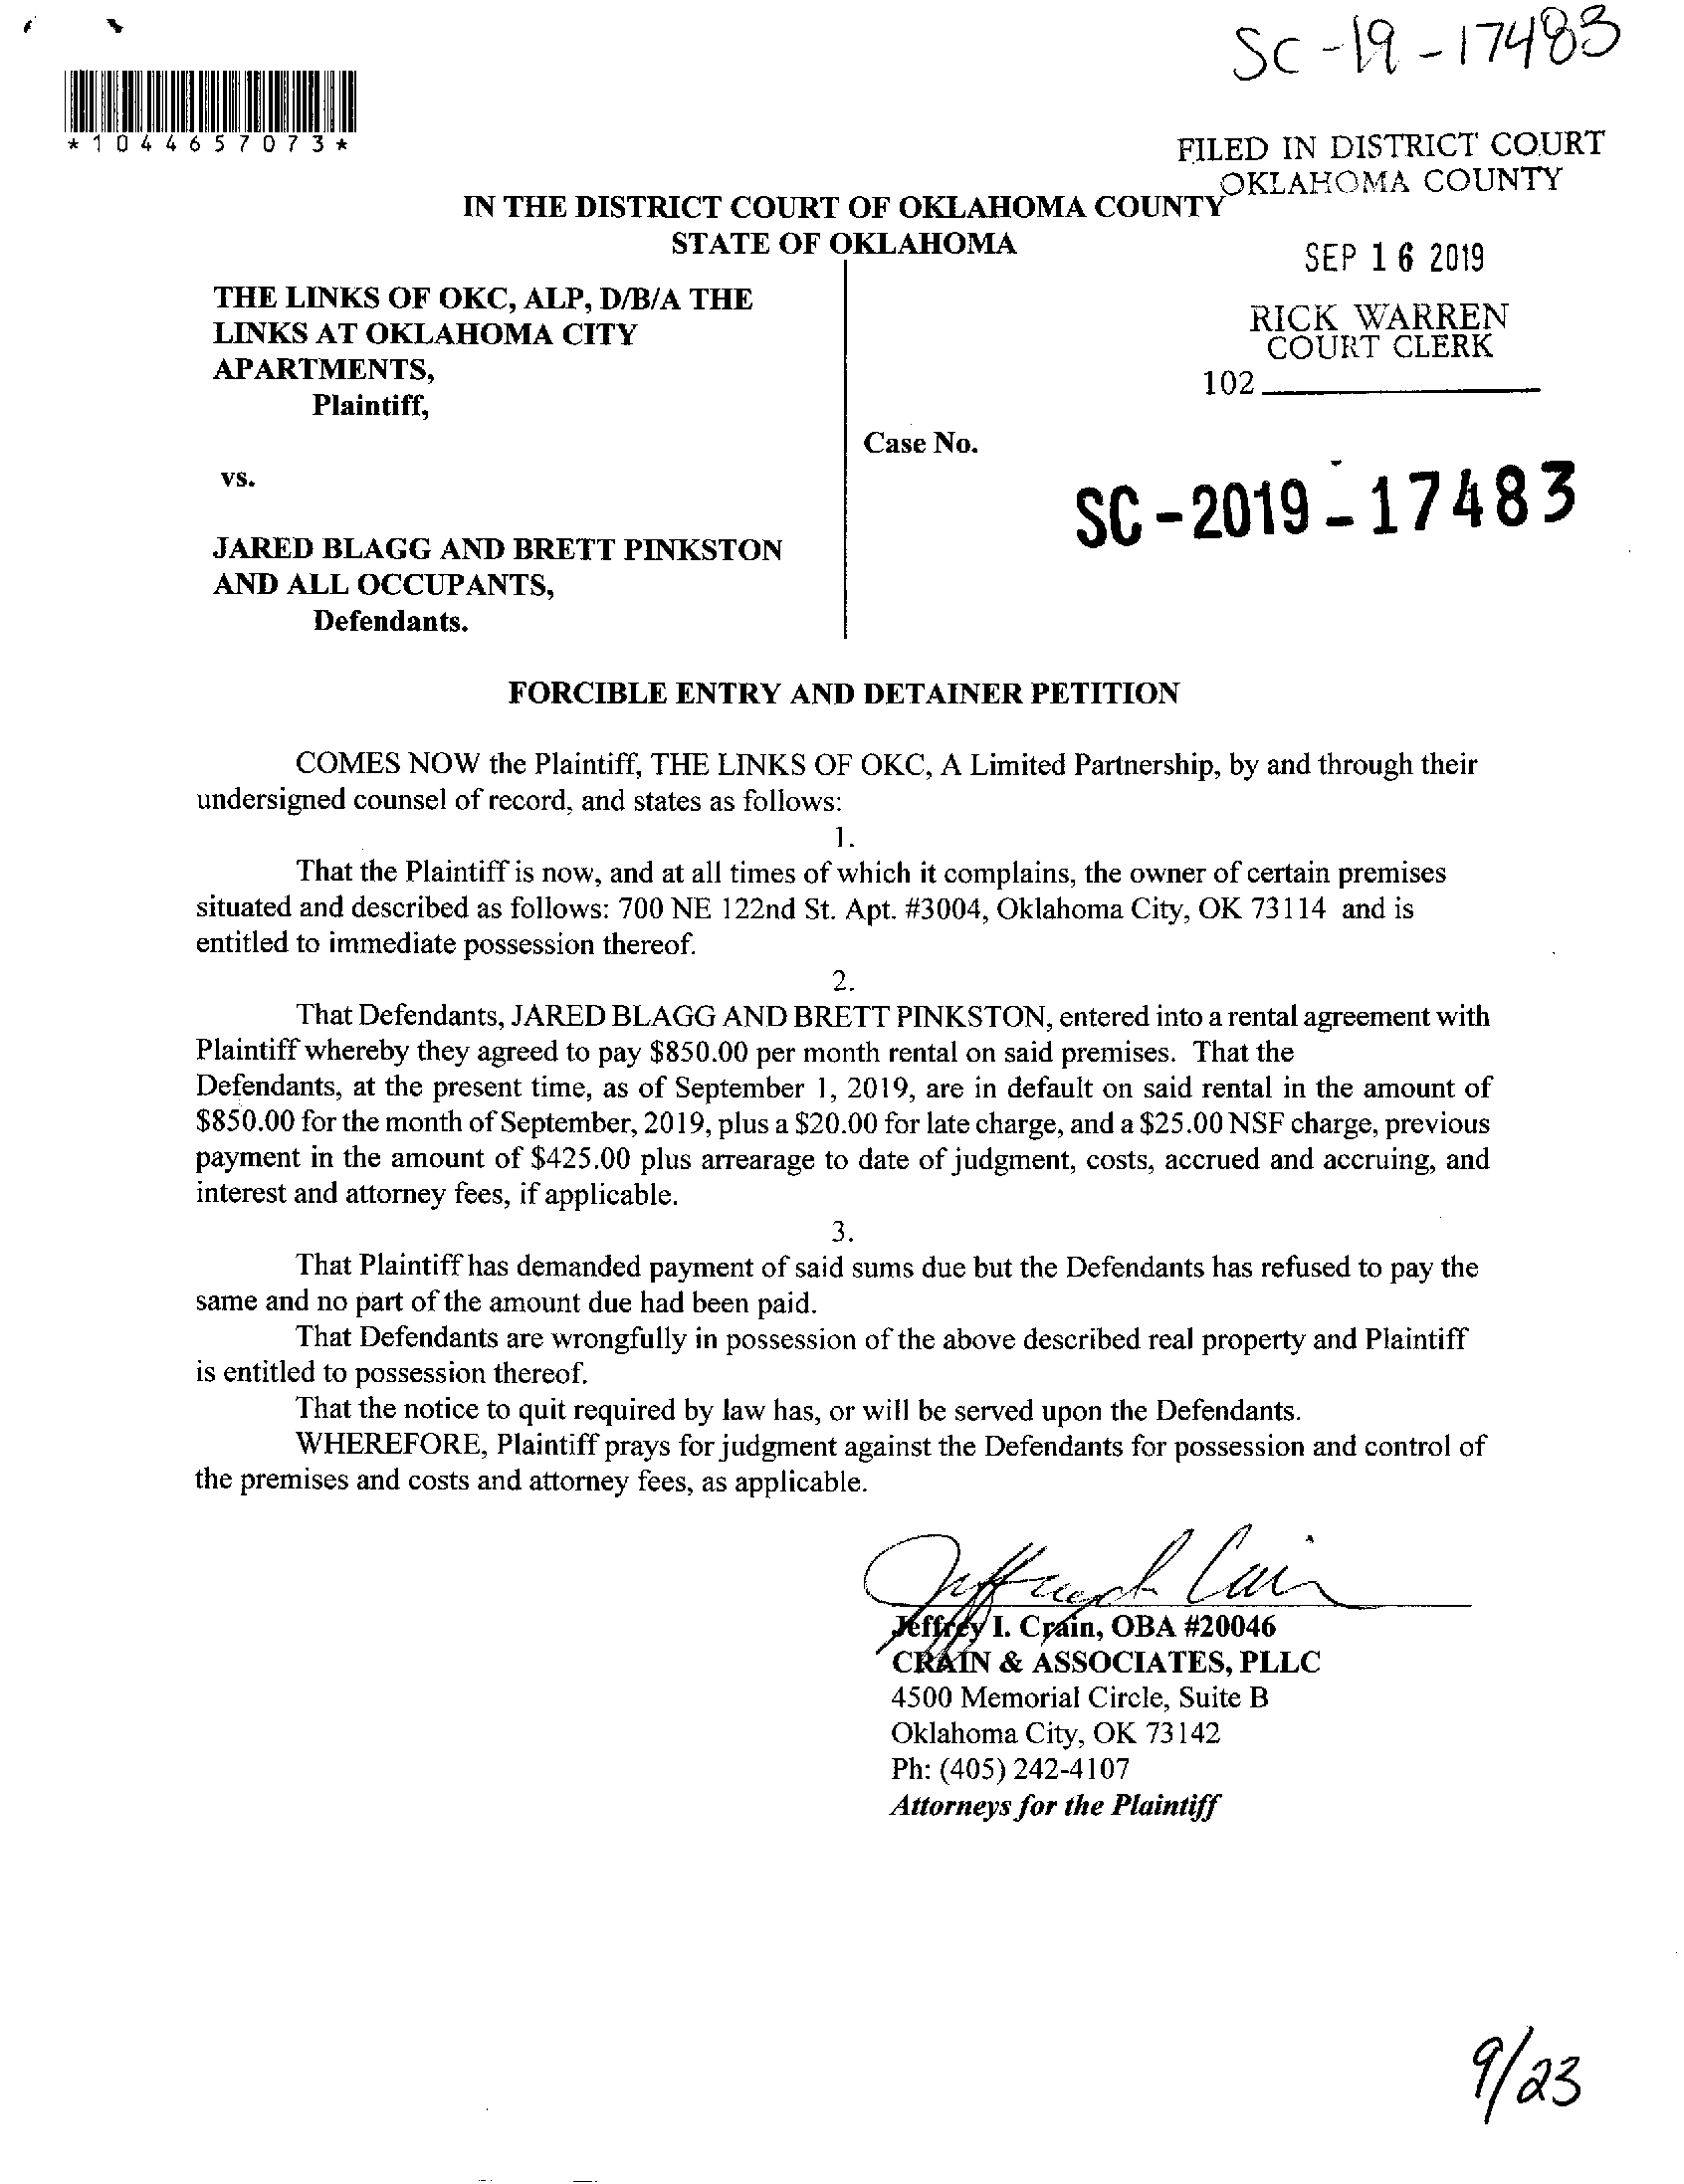 SC-19-17483
*1044657073*
FILED IN DISTRICT COURT
OKLAHOMA COUNTY
IN THE DISTRICT COURT OF OKLAHOMA COUNTY
STATE OF OKLAHOMA
SEP 16 2019
THE LINKS OF OKC, ALP, D/B/A THE
LINKS AT OKLAHOMA CITY
APARTMENTS,
Plaintiff,
RICK WARREN
COURT CLERK
102
Case No.
vs.
SC-2019-17483
JARED BLAGG AND BRETT PINKSTON
AND ALL OCCUPANTS,
Defendants.
FORCIBLE ENTRY AND DETAINER PETITION
COMES NOW the Plaintiff, THE LINKS OF OKC, A Limited Partnership, by and through their
undersigned counsel of record, and states as follows:
1.
That the Plaintiff is now, and at all times of which it complains, the owner of certain premises
situated and described as follows: 700 NE 122nd St. Apt. #3004, Oklahoma City, OK 73114 and is
entitled to immediate possession thereof.
2.
That Defendants, JARED BLAGG AND BRETT PINKSTON, entered into a rental agreement with
Plaintiff whereby they agreed to pay $850.00 per month rental on said premises. That the
Defendants, at the present time, as of September 1, 2019, are in default on said rental in the amount of
$850.00 for the month of September, 2019, plus a $20.00 for late charge, and a $25.00 NSF charge, previous
payment in the amount of $425.00 plus arrearage to date of judgment, costs, accrued and accruing, and
interest and attorney fees, if applicable.
3.
That Plaintiff has demanded payment of said sums due but the Defendants has refused to pay the
same and no part of the amount due had been paid.
That Defendants are wrongfully in possession of the above described real property and Plaintiff
is entitled to possession thereof.
That the notice to quit required by law has, or will be served upon the Defendants.
WHEREFORE, Plaintiff prays for judgment against the Defendants for possession and control of
the premises and costs and attorney fees, as applicable.
Jeffrey I. Crain, OBA #20046
CRAIN & ASSOCIATES, PLLC
4500 Memorial Circle, Suite B
Oklahoma City, OK 73142
Ph: (405) 242-4107
Attorneys for the Plaintiff
9/23